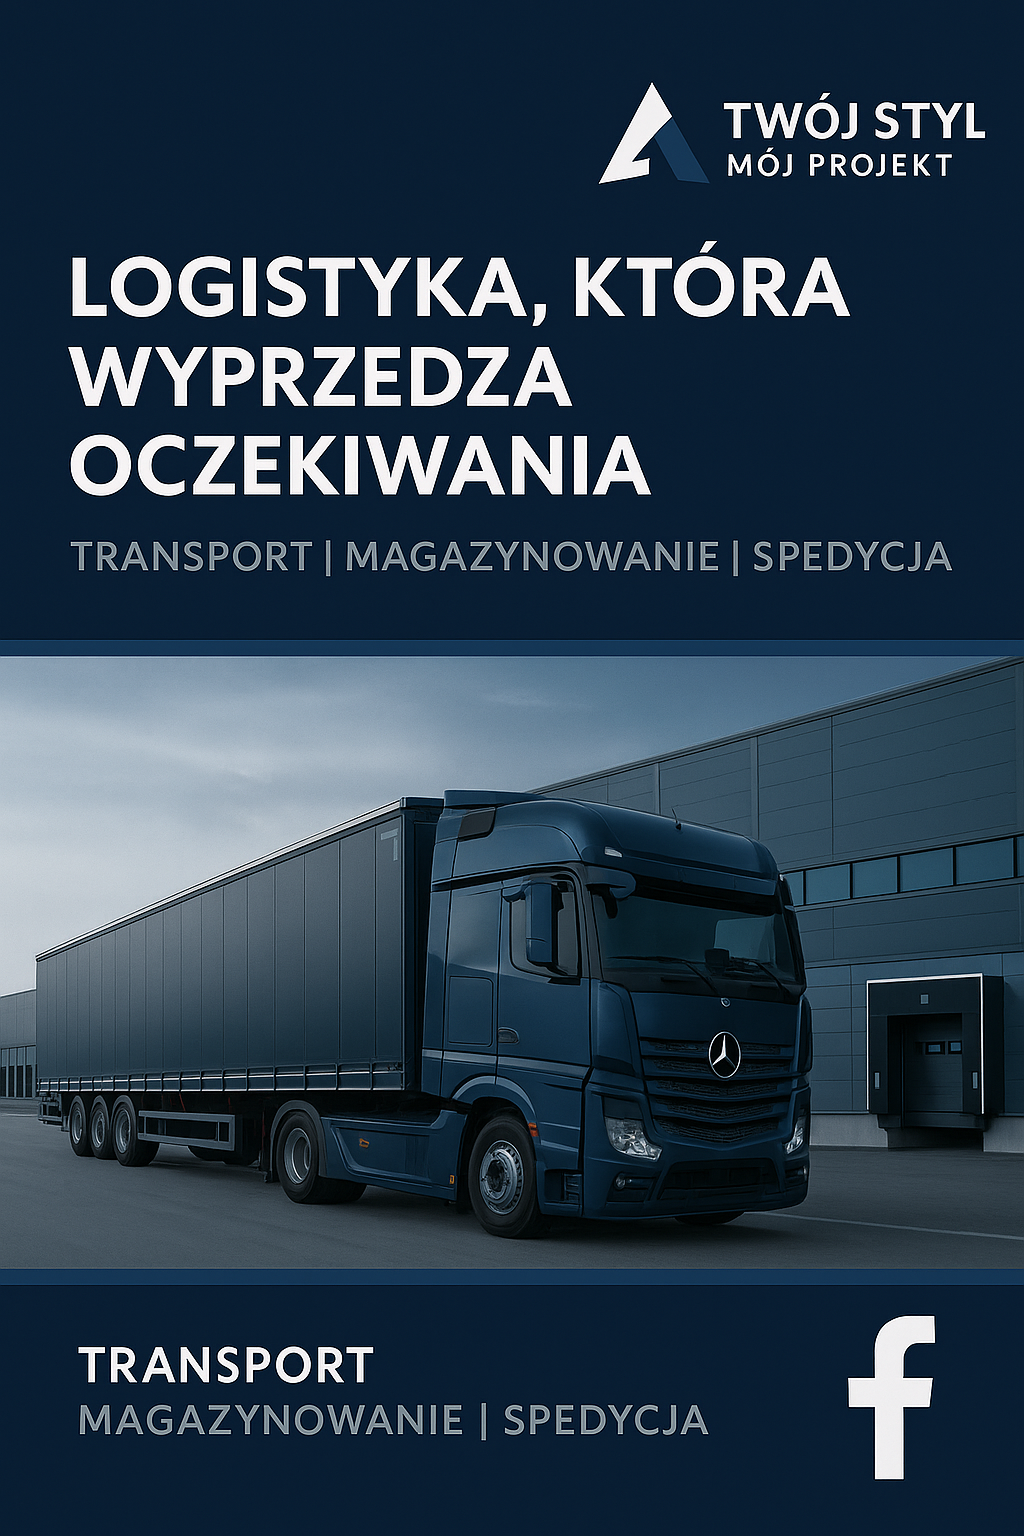 TWÓJ STYL
MÓJ PROJEKT
LOGISTYKA, KTÓRA
WYPRZEDZA
OCZEKIWANIA
TRANSPORT | MAGAZYNOWANIE | SPEDYCJA
TRANSPORT
MAGAZYNOWANIE | SPEDYCJA